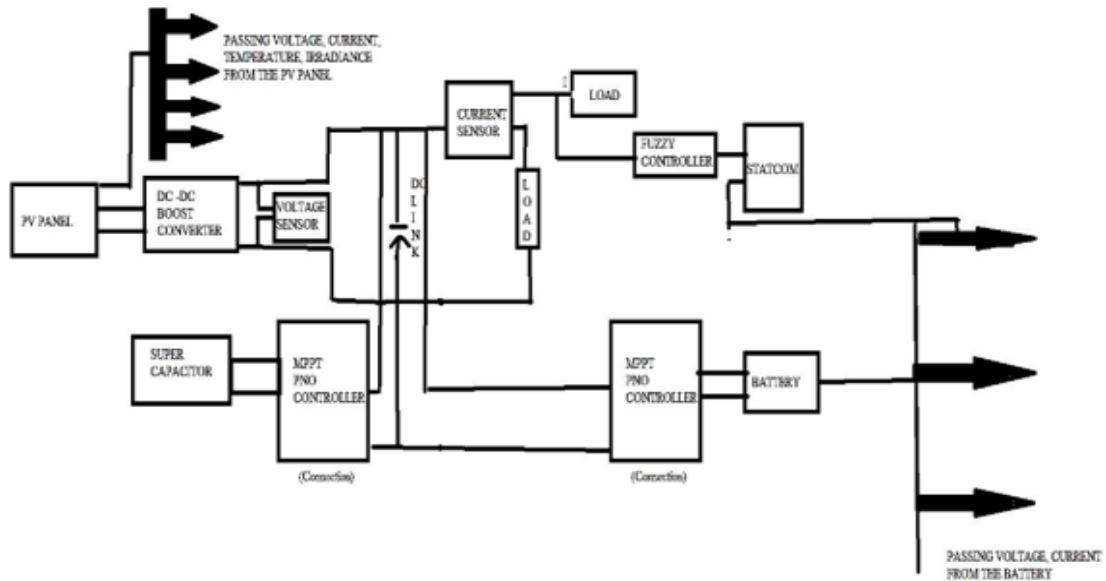 PASSING VOLTAGE, CURRENT,
TEMPERATURE, IRRADIANCE
FROM THE PV PANEL
CURRENT
SENSOR
LOAD
FUZZY
CONTROLLER
STATCOM
PV PANEL
DC -DC
BOOST
CONVERTER
VOLTAGE
SENSOR
DC
L
I
N
K
L
O
A
D
SUPER
CAPACITOR
MPPT
PNO
CONTROLLER
(Connection)
MPPT
PNO
CONTROLLER
(Connection)
BATTERY
PASSING VOLTAGE, CURRENT
FROM THE BATTERY